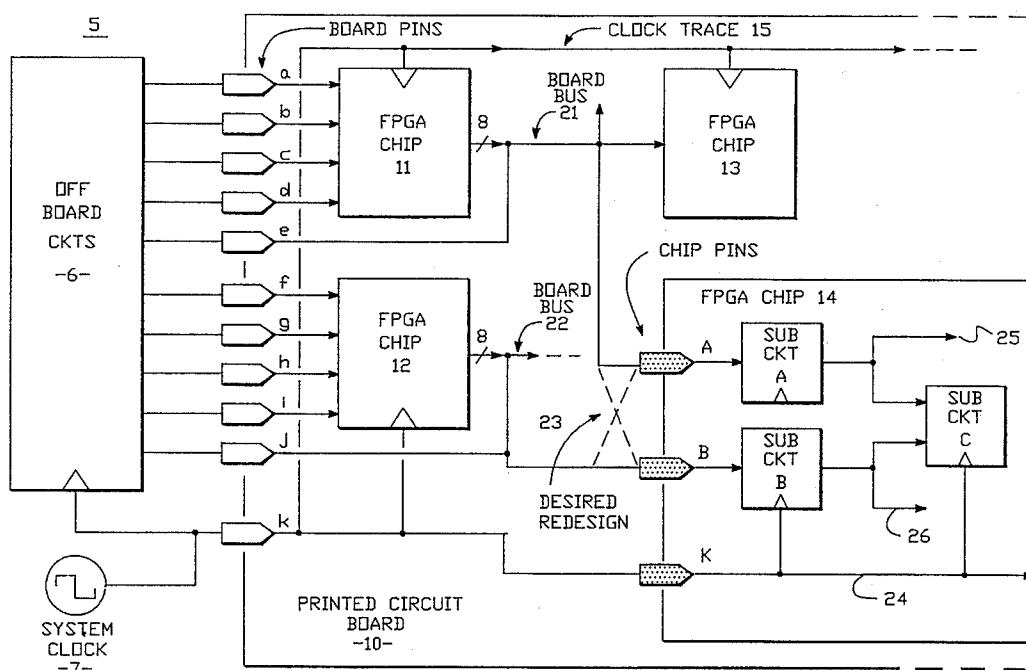 5
BOARD PINS
CLOCK TRACE 15
OFF
BOARD
CKTS
-6-
a
b
c
d
e
f
g
h
i
J
k
FPGA
CHIP
11
8
BOARD
BUS
21
FPGA
CHIP
13
FPGA
CHIP
12
8
BOARD
BUS
22
CHIP PINS
FPGA CHIP 14
A
SUB
CKT
A
25
SUB
CKT
C
23
B
SUB
CKT
B
DESIRED
REDESIGN
26
K
24
PRINTED CIRCUIT
BOARD
-10-
SYSTEM
CLOCK
-7-